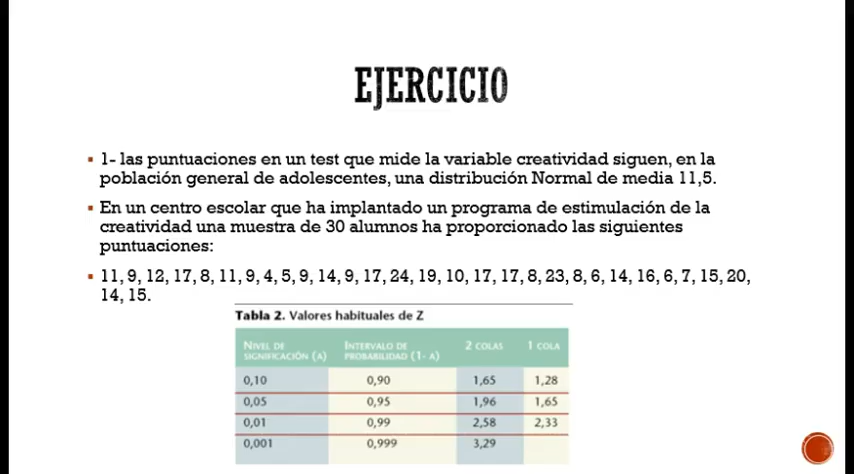 EJERCICIO
1- las puntuaciones en un test que mide la variable creatividad siguen, en la
población general de adolescentes, una distribución Normal de media 11,5.
En un centro escolar que ha implantado un programa de estimulación de la
creatividad una muestra de 30 alumnos ha proporcionado las siguientes
puntuaciones:
11, 9, 12, 17, 8, 11, 9, 4, 5, 9, 14, 9, 17, 24, 19, 10, 17, 17, 8, 23, 8, 6, 14, 16, 6, 7, 15, 20,
14, 15.
Tabla 2. Valores habituales de Z
NIVEL DE SIGNIFICACIÓN (A) INTERVALO DE PROBABILIDAD (1- A) 2 COLAS 1 COLA
0,10 0,90 1,65 1,28
0,05 0,95 1,96 1,65
0,01 0,99 2,58 2,33
0,001 0,999 3,29